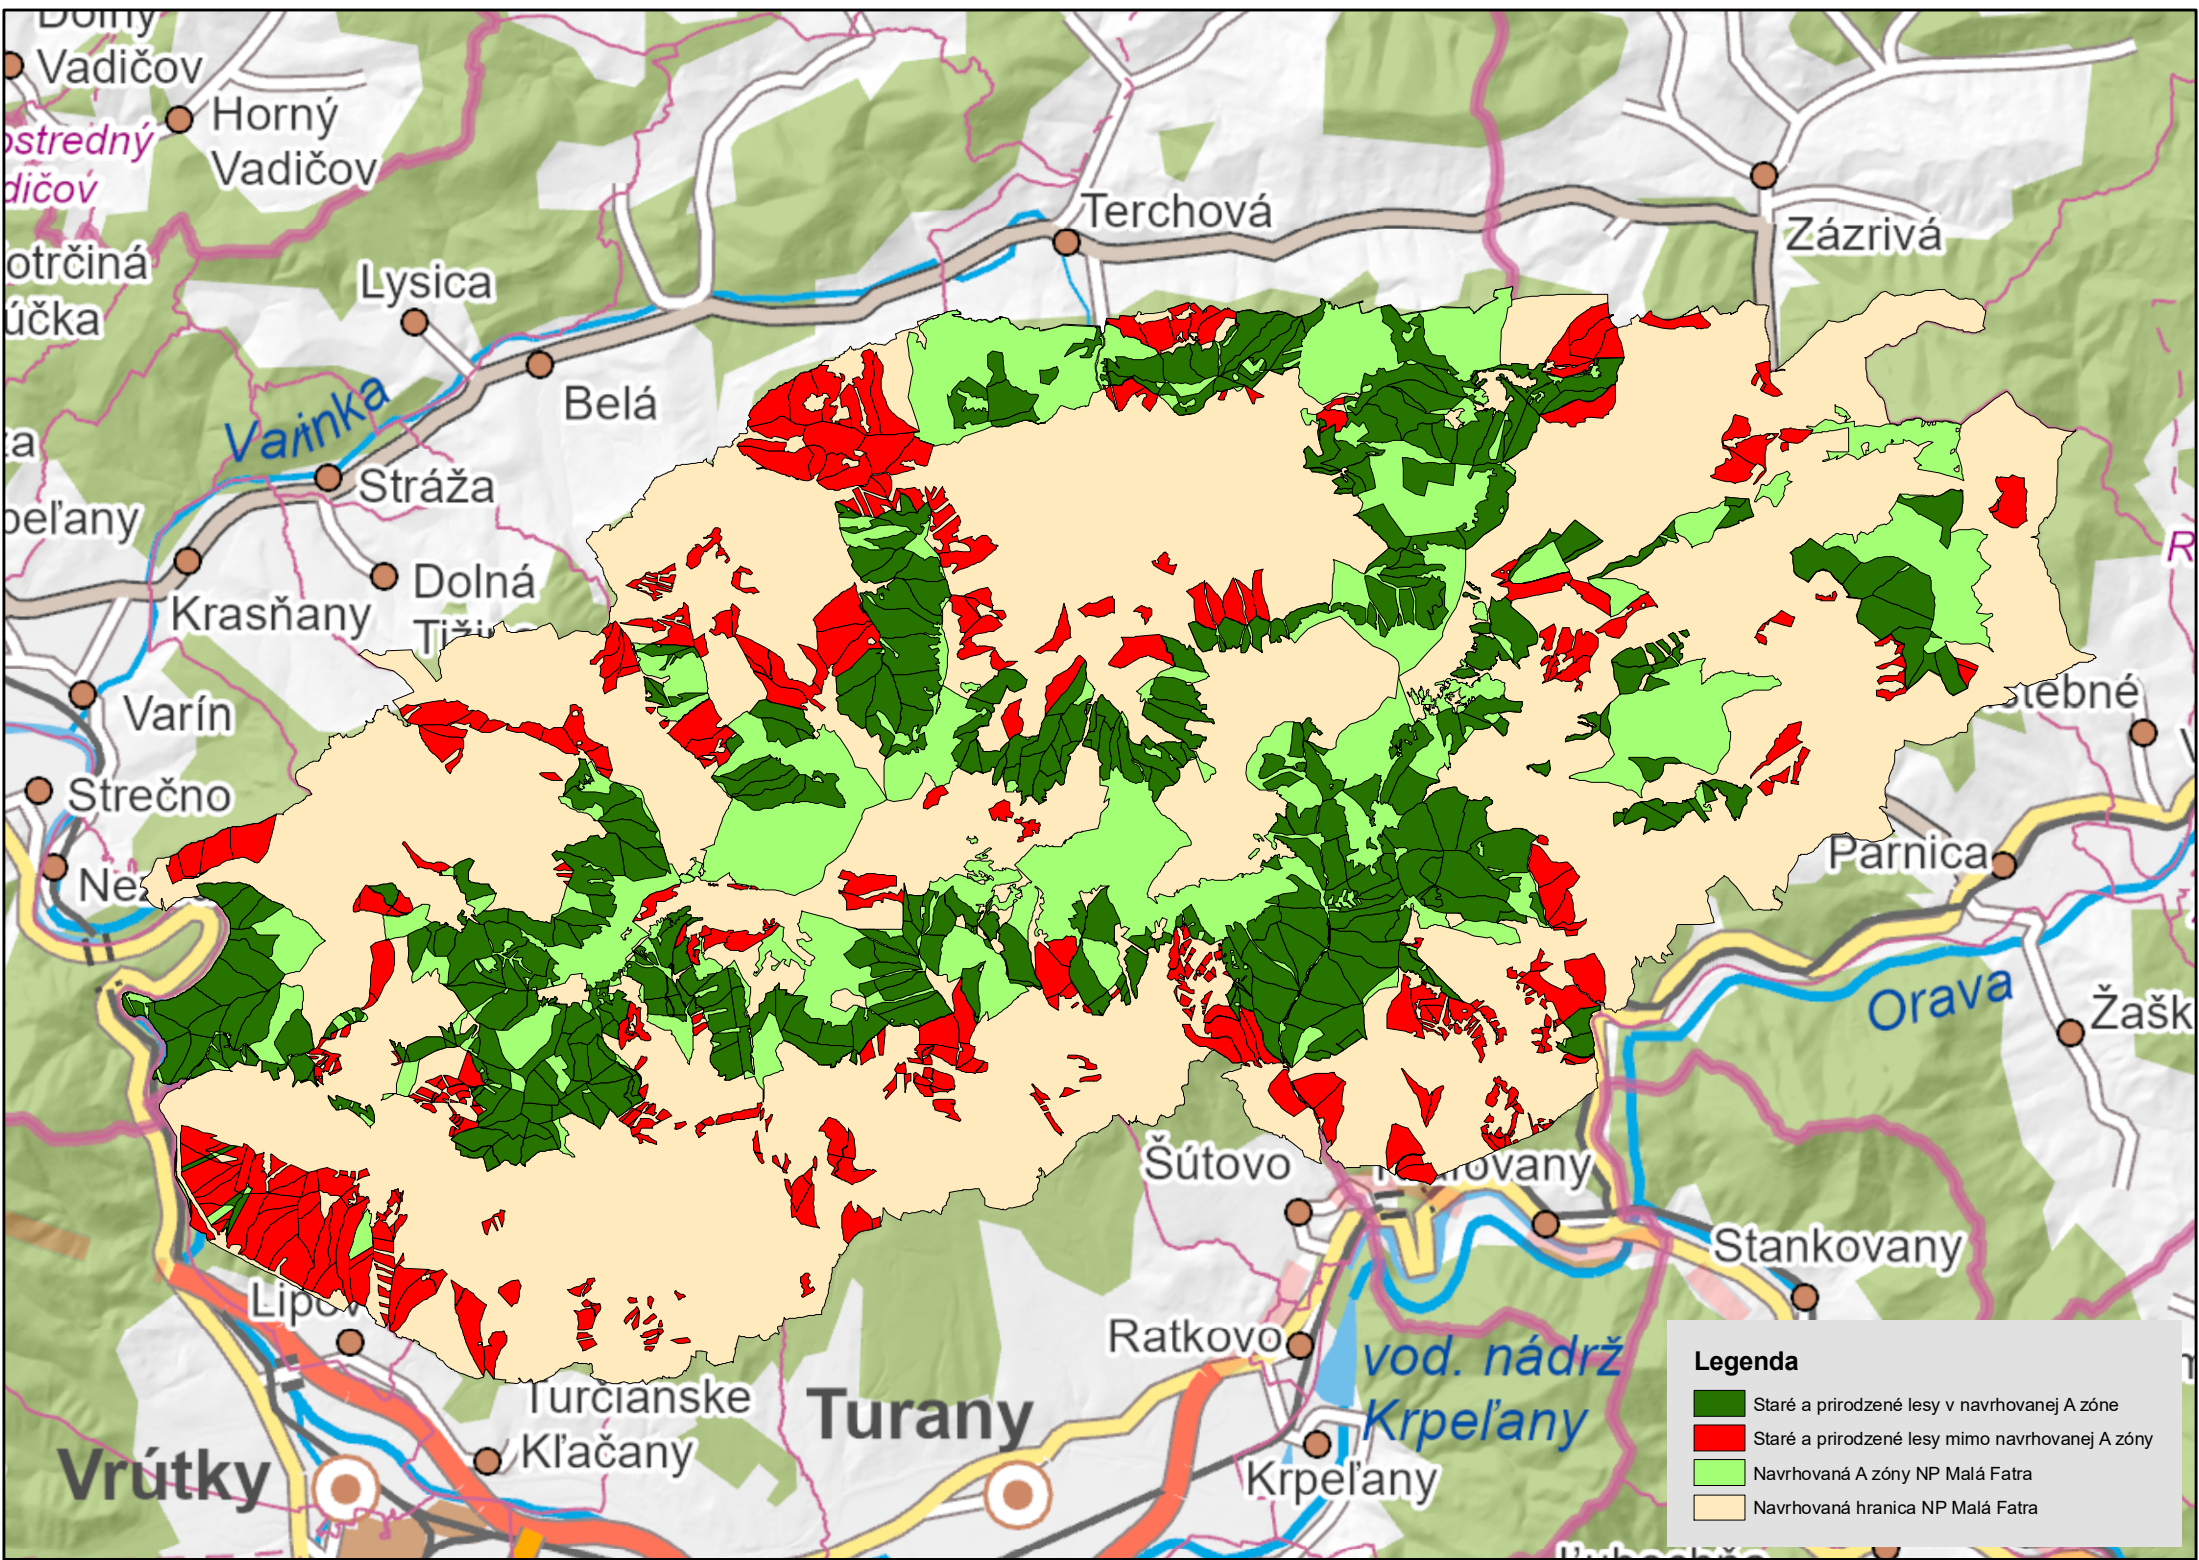 Dolný
Vadičov
Horný
Vadičov
Terchová
Zázrivá
Lysica
Belá
Varínka
Stráža
Dolná
Krasňany
Varín
Strečno
Parnica
Orava
Šútovo
Stankovany
Ratkovo
vod. nádrž
Krpeľany
Turčianske
Kľačany
Turany
Vrútky
Krpeľany
Legenda
Staré a prirodzené lesy v navrhovanej A zóne
Staré a prirodzené lesy mimo navrhovanej A zóny
Navrhovaná A zóny NP Malá Fatra
Navrhovaná hranica NP Malá Fatra